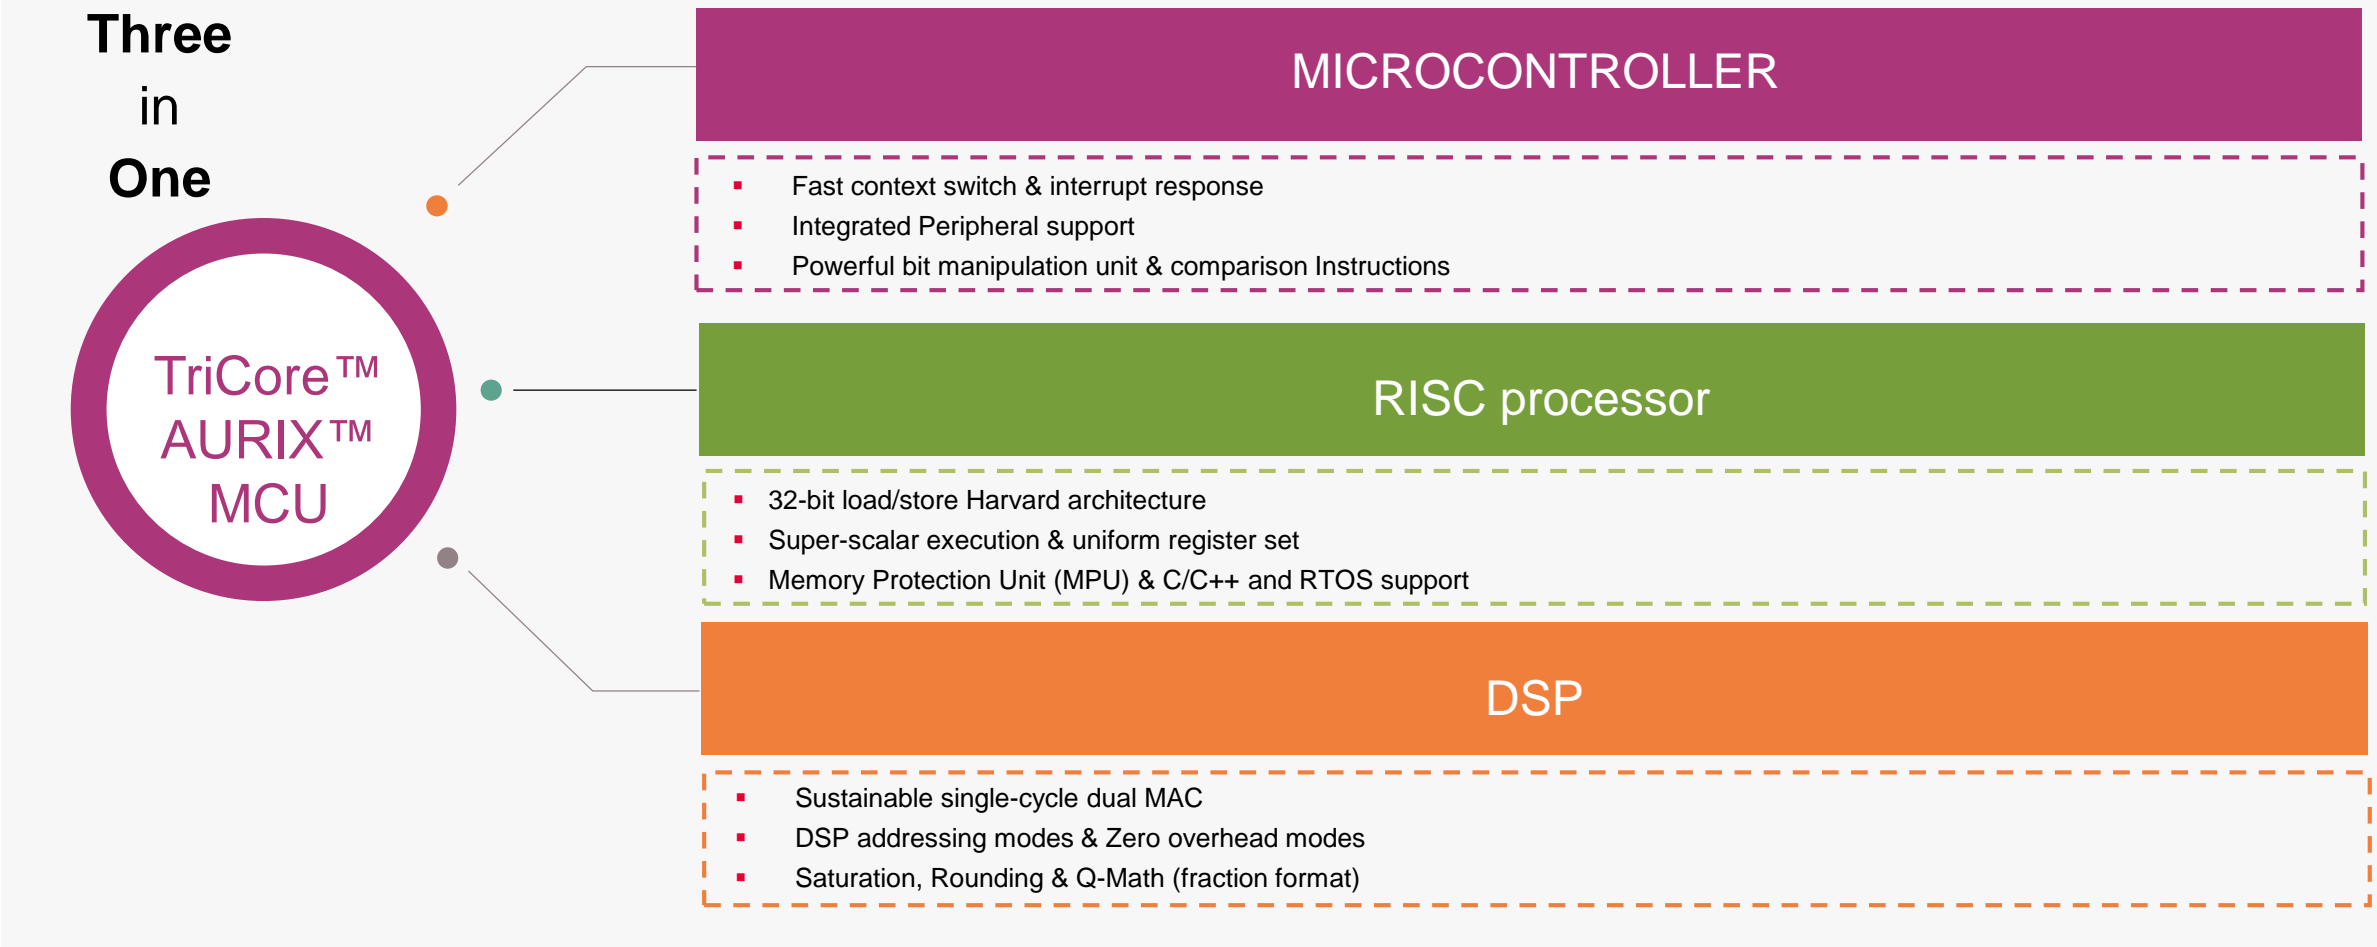 Three
in
One
TriCore™
AURIX™
MCU
MICROCONTROLLER
▪ Fast context switch & interrupt response
▪ Integrated Peripheral support
▪ Powerful bit manipulation unit & comparison Instructions
RISC processor
▪ 32-bit load/store Harvard architecture
▪ Super-scalar execution & uniform register set
▪ Memory Protection Unit (MPU) & C/C++ and RTOS support
DSP
▪ Sustainable single-cycle dual MAC
▪ DSP addressing modes & Zero overhead modes
▪ Saturation, Rounding & Q-Math (fraction format)